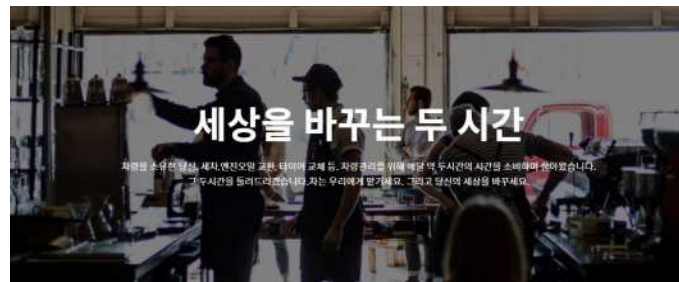 세상을 바꾸는 두 시간
차량을 소유한 당신, 세차,엔진오일 교환, 타이어 교체 등, 차량관리를 위해 매달 약 두시간의 시간을 소비하며 살아왔습니다.
그 두시간을 돌려드리겠습니다.차는 우리에게 맡기세요. 그리고 당신의 세상을 바꾸세요.